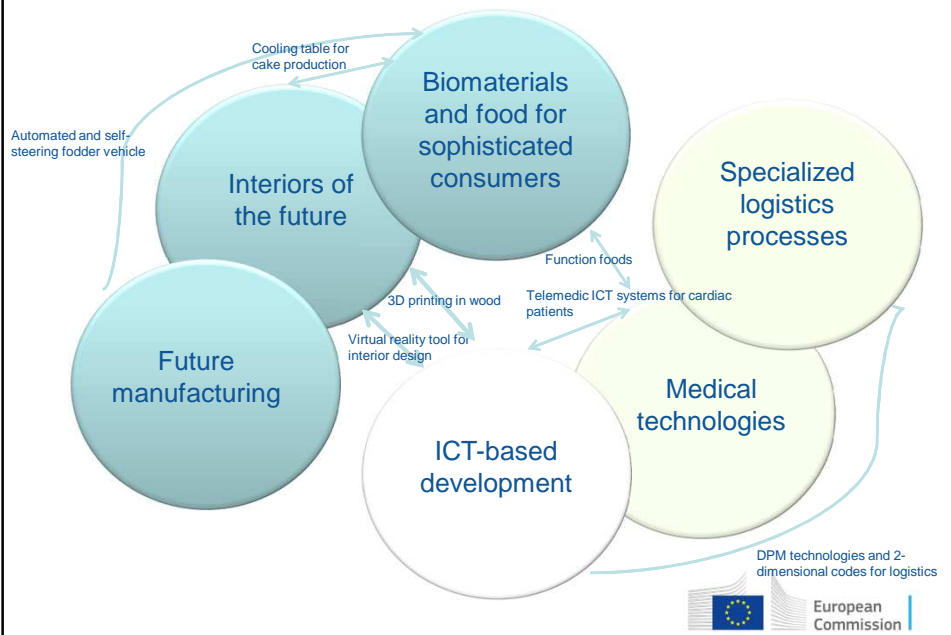 Cooling table for
cake production
Biomaterials
and food for
sophisticated
consumers
Automated and self-
steering fodder vehicle
Interiors of
the future
Specialized
logistics
processes
Function foods
3D printing in wood
Telemedic ICT systems for cardiac
patients
Virtual reality tool for
interior design
Future
manufacturing
Medical
technologies
ICT-based
development
DPM technologies and 2-
dimensional codes for logistics
European
Commission